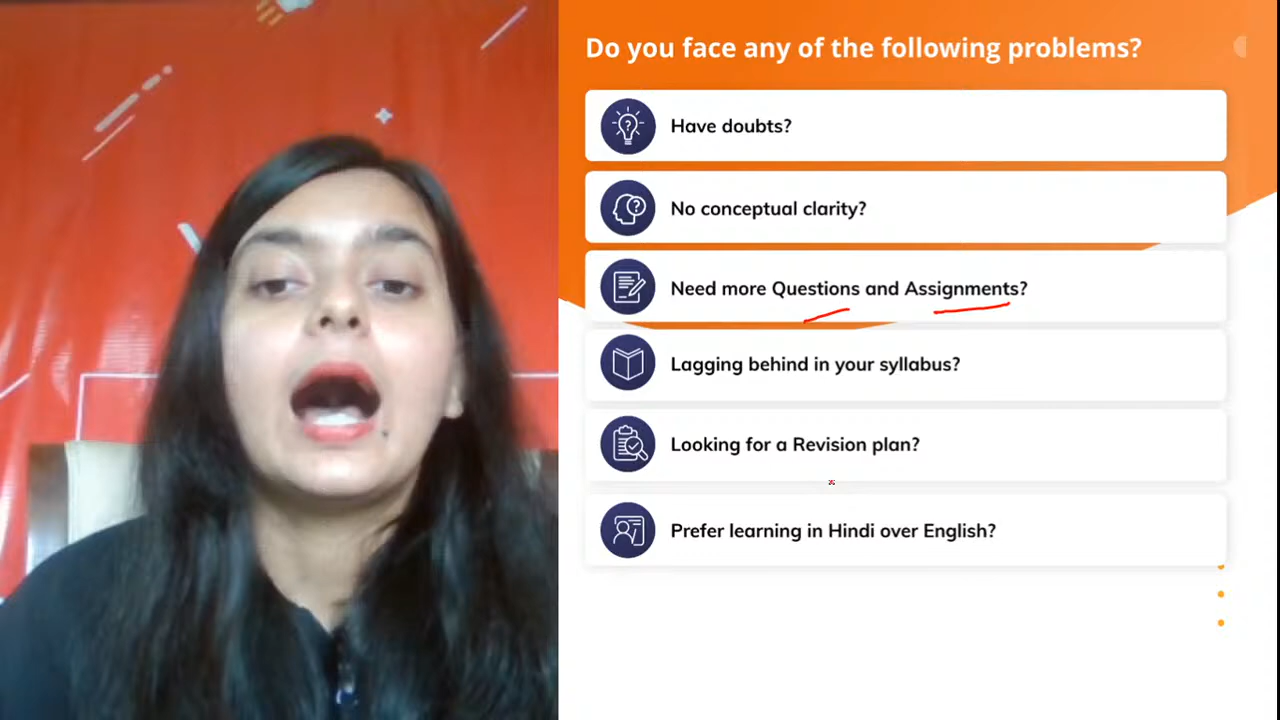 Do you face any of the following problems?
Have doubts?
No conceptual clarity?
Need more Questions and Assignments?
Lagging behind in your syllabus?
Looking for a Revision plan?
Prefer learning in Hindi over English?